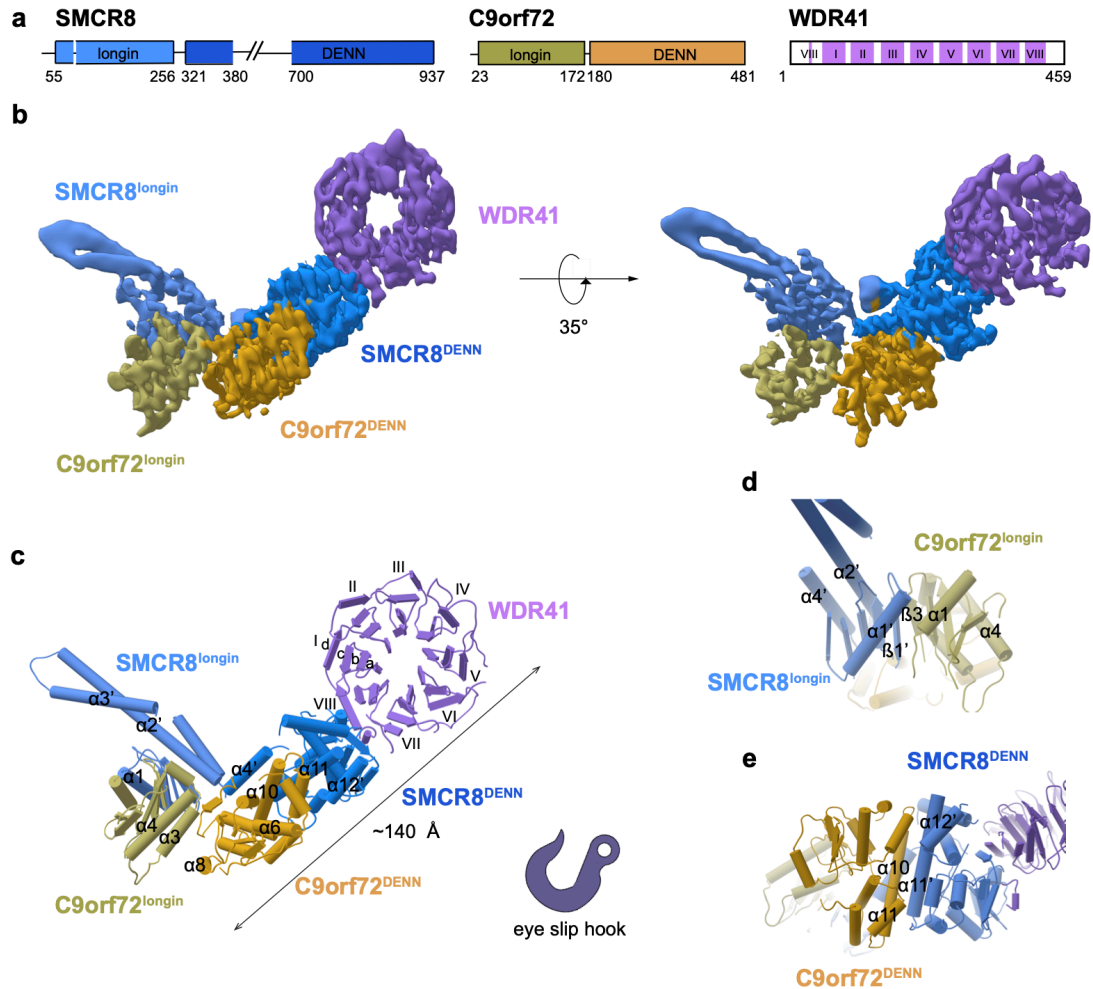 a SMCR8 C9orf72 WDR41
longin DENN longin DENN VIII I II III IV V VI VII VIII
55 256 321 380 700 937 23 172 180 481 1 459
b
SMCR8longin
WDR41
35°
SMCR8DENN
C9orf72DENN
C9orf72longin
d
C9orf72longin
α2’
α4’
ß3 α1
α1’
α4
ß1’
SMCR8longin
c
III
II
IV
WDR41
I d
c b a
SMCR8longin
V
α3’
VIII
VI
α2’
VII
α1
α4’ α11
α10 α12’
SMCR8DENN
α4
α3
α6
~140 Å
α8
C9orf72DENN
C9orf72longin
eye slip hook
e
SMCR8DENN
α12’
α10
α11’
α11
C9orf72DENN